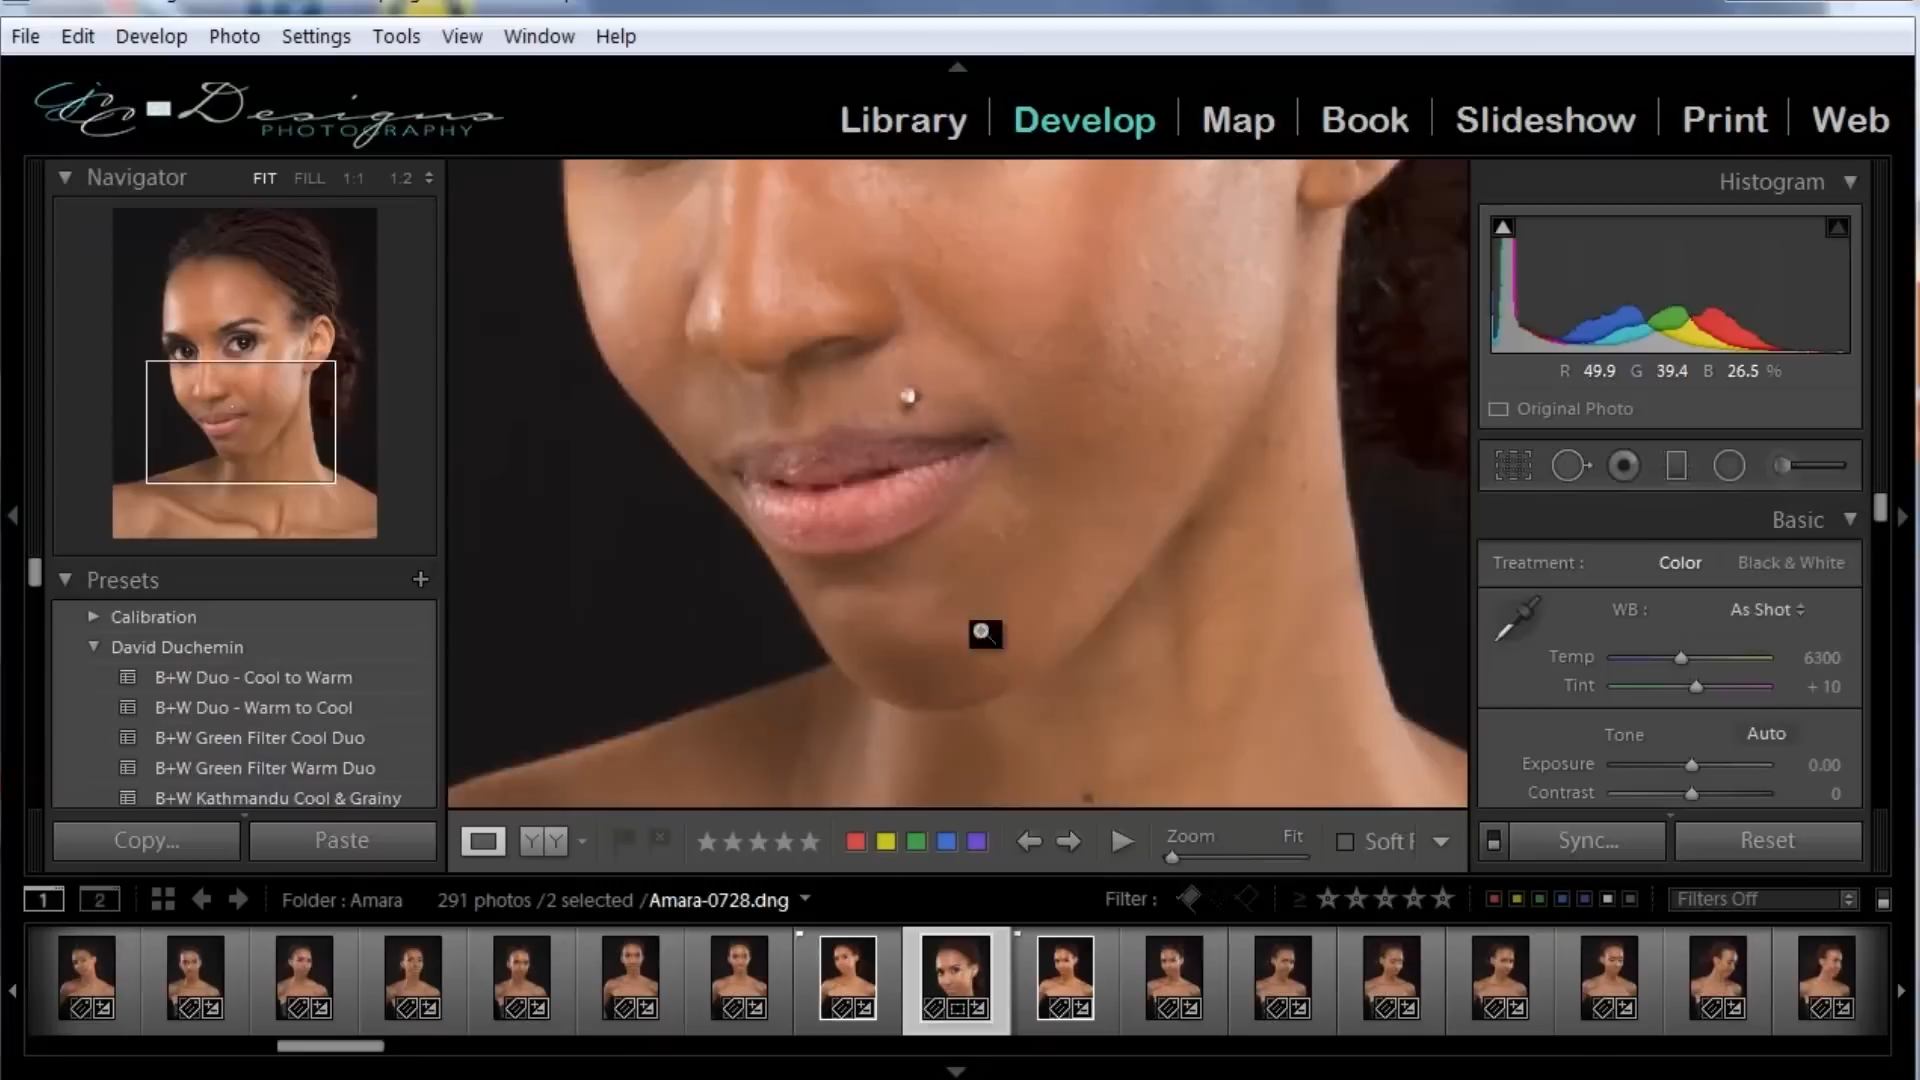 File Edit Develop Photo Settings Tools View Window Help
Designs
PHOTOGRAPHY
Library Develop Map Book Slideshow Print Web
Navigator FIT FILL 1:1 1:2
Histogram
R 49.9 G 39.4 B 26.5 %
Original Photo
Basic
Treatment : Color Black & White
WB : As Shot
Temp 6300
Tint + 10
Tone Auto
Exposure 0.00
Contrast 0
Presets +
Calibration
David Duchemin
B+W Duo - Cool to Warm
B+W Duo - Warm to Cool
B+W Green Filter Cool Duo
B+W Green Filter Warm Duo
B+W Kathmandu Cool & Grainy
Copy... Paste
Y Y
Zoom Fit
Soft
Sync... Reset
1 2 Folder : Amara 291 photos /2 selected /Amara-0728.dng
Filter : ≥ Filters Off